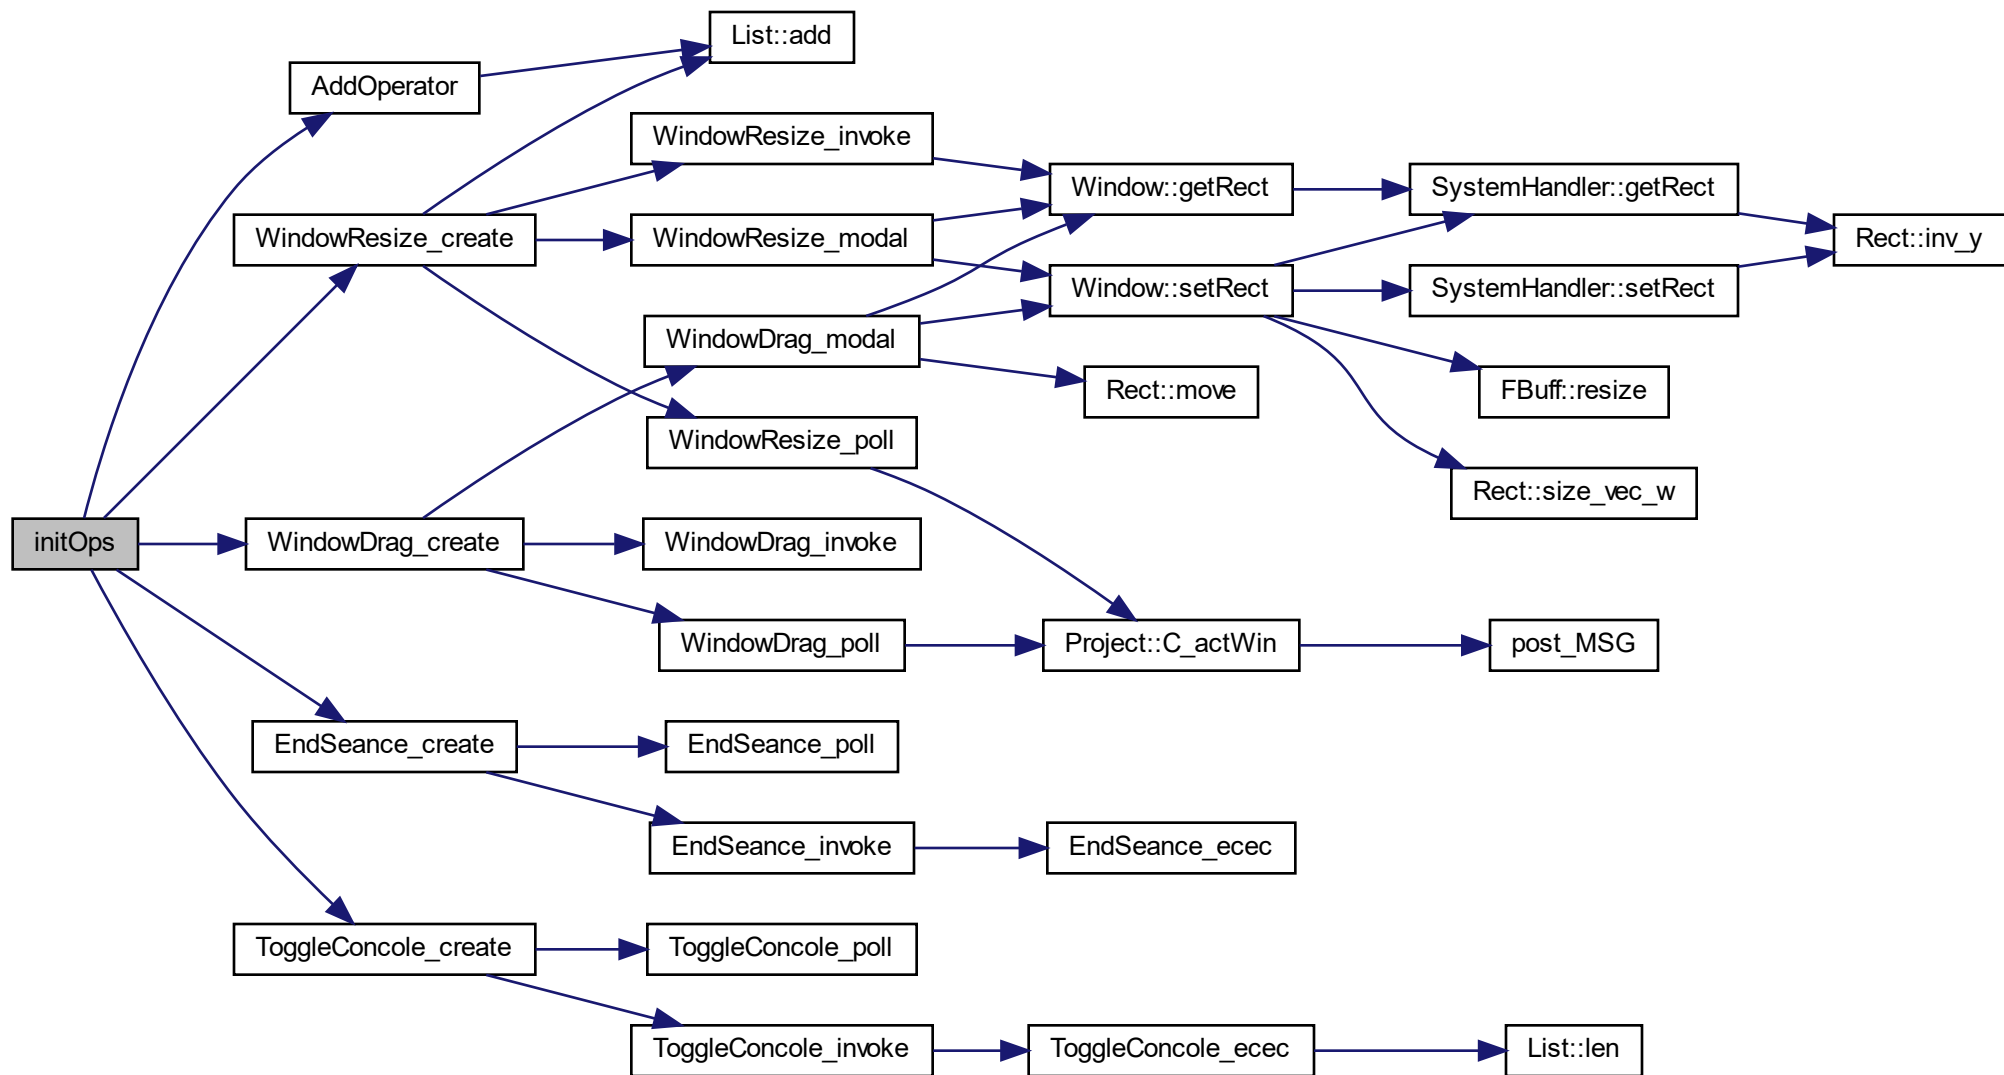 List::add
AddOperator
WindowResize_invoke
Window::getRect
SystemHandler::getRect
WindowResize_create
WindowResize_modal
Rect::inv_y
Window::setRect
SystemHandler::setRect
WindowDrag_modal
Rect::move
FBuff::resize
WindowResize_poll
Rect::size_vec_w
initOps
WindowDrag_create
WindowDrag_invoke
WindowDrag_poll
Project::C_actWin
post_MSG
EndSeance_create
EndSeance_poll
EndSeance_invoke
EndSeance_ecec
ToggleConcole_create
ToggleConcole_poll
ToggleConcole_invoke
ToggleConcole_ecec
List::len